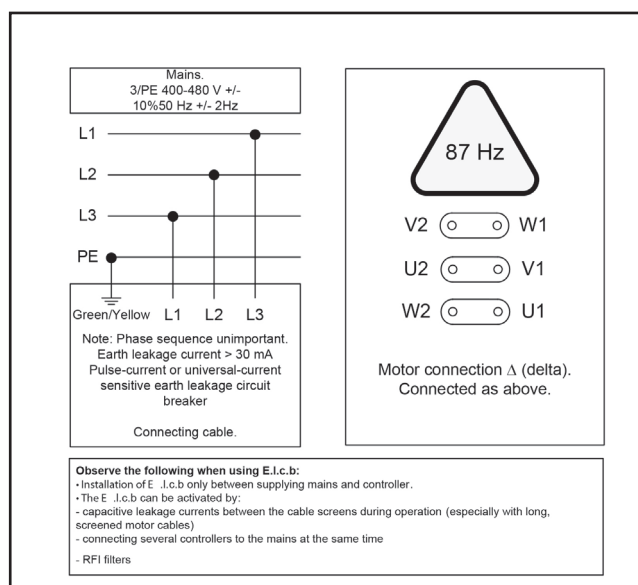 Mains.
3/PE 400-480 V +/-
10%50 Hz +/- 2Hz
L1
L2
L3
PE
Green/Yellow L1 L2 L3
Note: Phase sequence unimportant.
Earth leakage current > 30 mA
Pulse-current or universal-current
sensitive earth leakage circuit
breaker
Connecting cable.
87 Hz
V2 W1
U2 V1
W2 U1
Motor connection Δ (delta).
Connected as above.
Observe the following when using E.l.c.b:
• Installation of E .l.c.b only between supplying mains and controller.
• The E .l.c.b can be activated by:
- capacitive leakage currents between the cable screens during operation (especially with long,
screened motor cables)
- connecting several controllers to the mains at the same time
- RFI filters